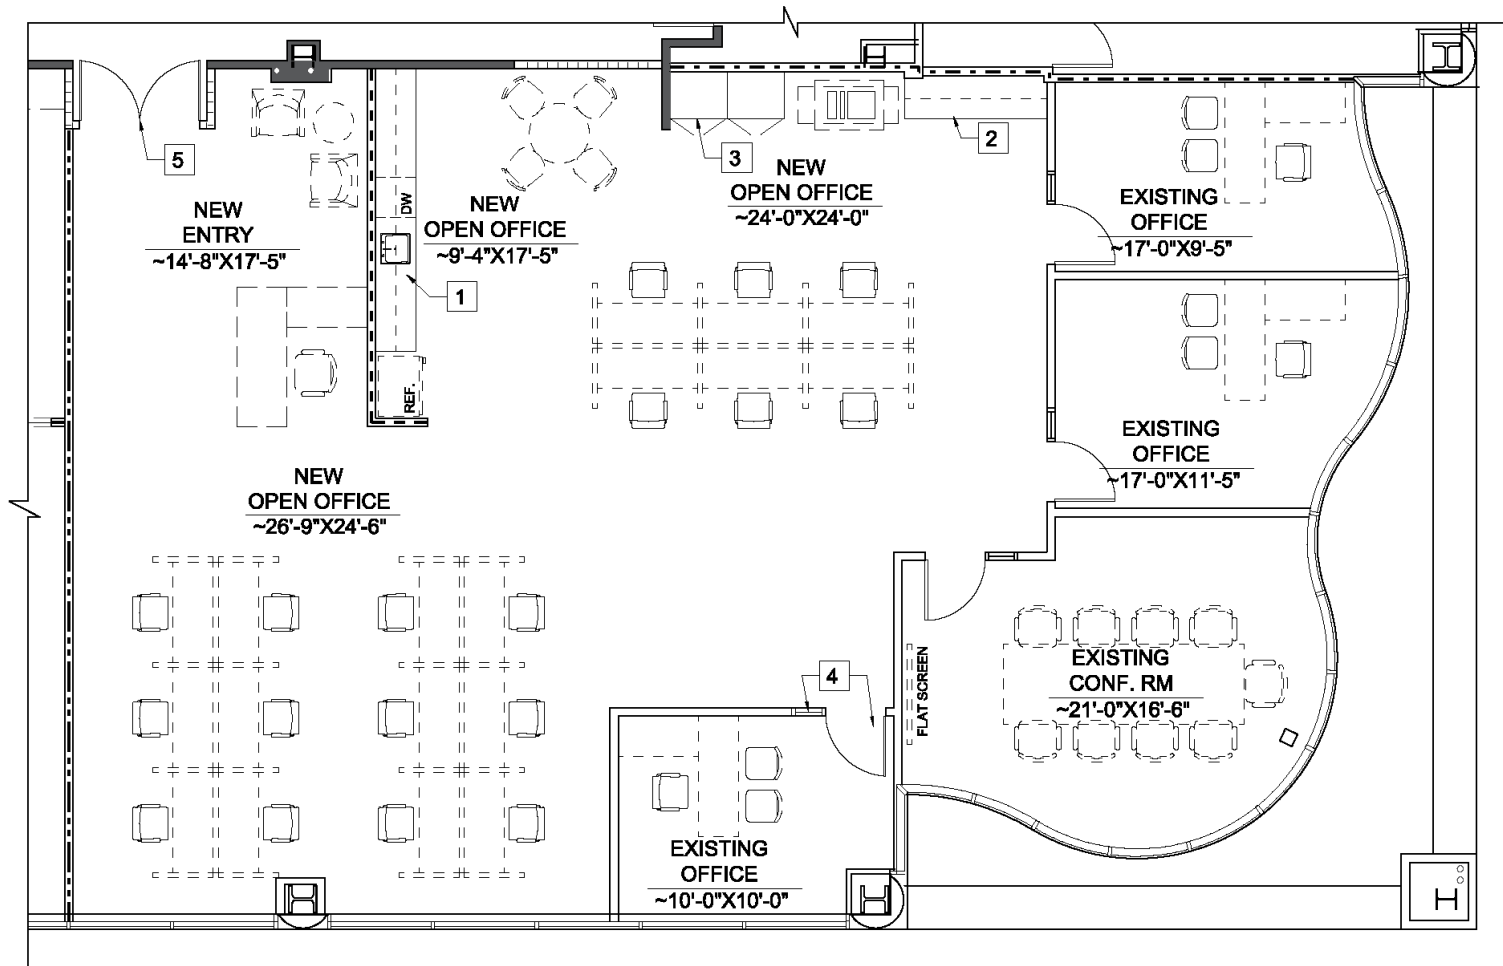 5
NEW
ENTRY
~14'-8"X17'-5"
DW
1
REF.
NEW
OPEN OFFICE
~9'-4"X17'-5"
3
NEW
OPEN OFFICE
~24'-0"X24'-0"
2
EXISTING
OFFICE
~17'-0"X9'-5"
EXISTING
OFFICE
~17'-0"X11'-5"
NEW
OPEN OFFICE
~26'-9"X24'-6"
4
FLAT SCREEN
EXISTING
CONF. RM
~21'-0"X16'-6"
EXISTING
OFFICE
~10'-0"X10'-0"